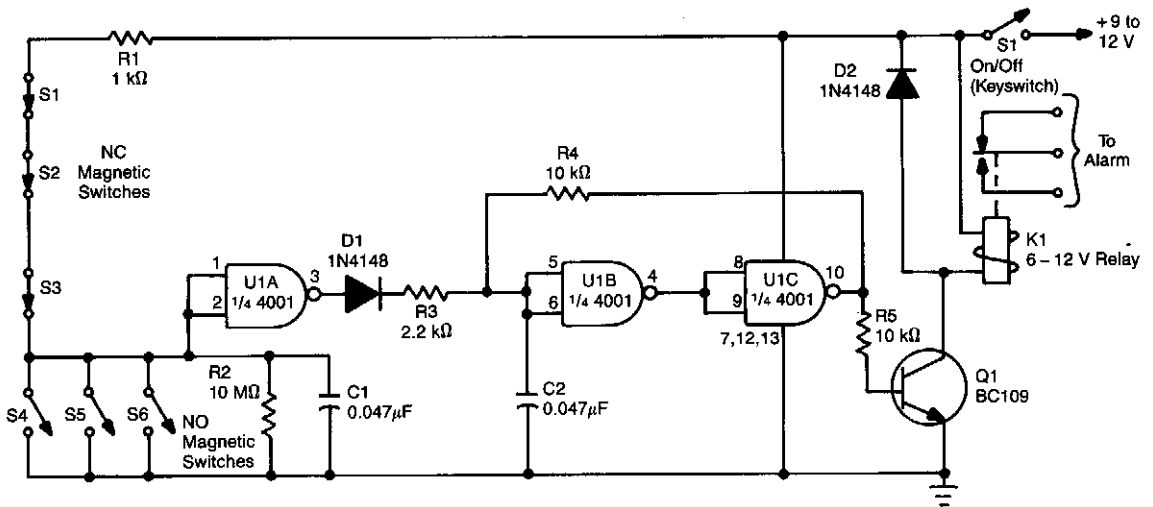 R1
1 kΩ
S1
S2
NC
Magnetic
Switches
S3
S4
S5
S6
NO
Magnetic
Switches
R2
10 MΩ
C1
0.047μF
1
2
U1A
1/4 4001
3
D1
1N4148
R3
2.2 kΩ
R4
10 kΩ
5
6
U1B
1/4 4001
4
C2
0.047μF
8
9
U1C
1/4 4001
10
7,12,13
R5
10 kΩ
Q1
BC109
D2
1N4148
S1
On/Off
(Keyswitch)
+9 to
12 V
To
Alarm
K1
6–12 V Relay